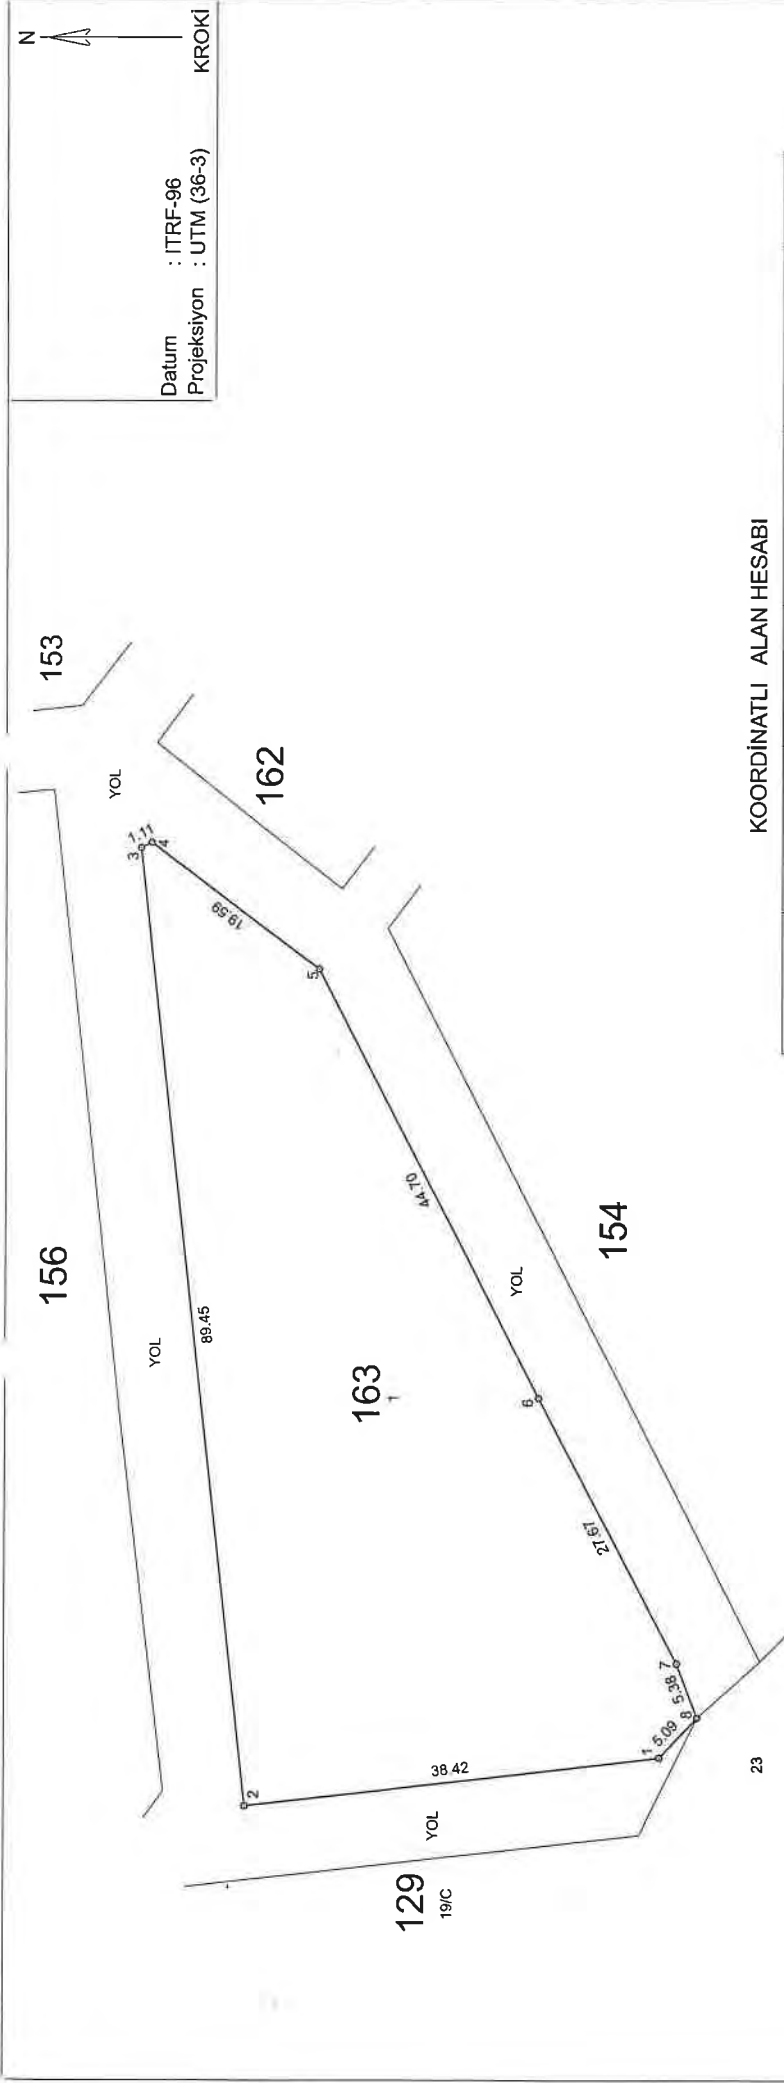 N
KROKİ
Datum : ITRF-96
Projeksiyon : UTM (36-3)
153
156
YOL
162
YOL
3
1.11
4
19.59
89.45
5
2
163
1
44.70
38.42
YOL
129
19/C
6
YOL
154
27.67
1
5.09
8
5.38
7
23
KOORDİNATLI ALAN HESABI